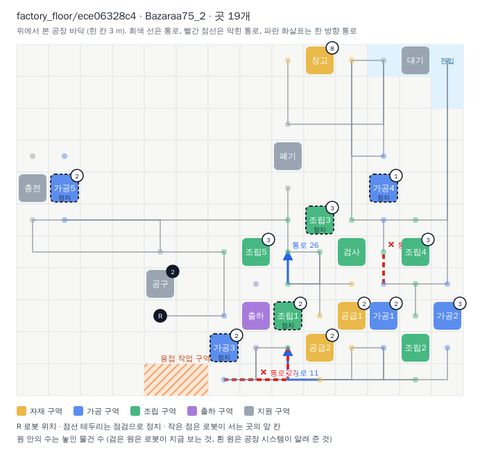 factory_floor/ece06328c4 · Bazaraa75_2 · 곳 19개
위에서 본 공장 바닥 (한 칸 3 m). 회색 선은 통로, 빨간 점선은 막힌 통로, 파란 화살표는 한 방향 통로
창고 8
대기
폐기
충전
가공5 2
정지
가공4 1
정지
조립3 3
정지
통로 26
조립5 3
검사
조립4 3
공구 2
R
출하
조립1 2
정지
공급1 2
가공1 2
가공2 3
가공3 2
정지
공급2 2
조립2
용접 작업 구역
통로 11
자재 구역
가공 구역
조립 구역
출하 구역
지원 구역
R 로봇 위치 · 점선 테두리는 점검으로 정지 · 작은 점은 로봇이 서는 곳의 앞 칸
원 안의 수는 놓인 물건 수 (검은 원은 로봇이 지금 보는 것, 흰 원은 공장 시스템이 알려 준 것)